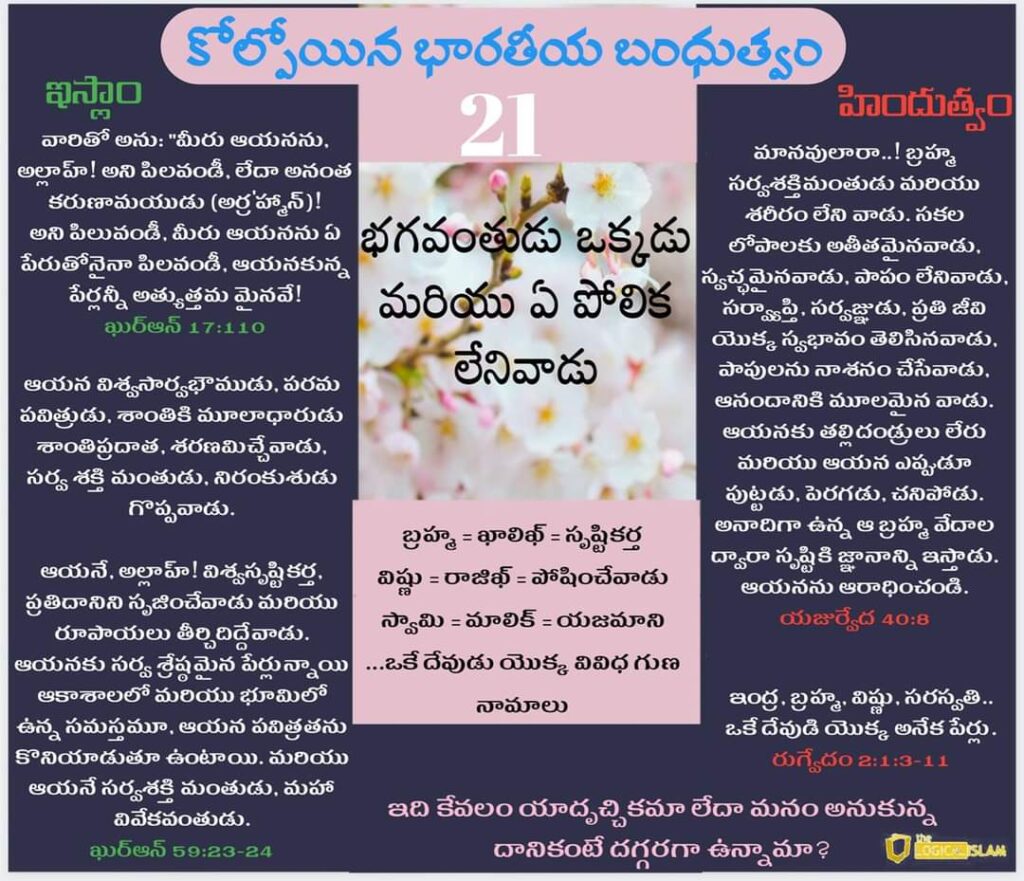 కోల్పోయిన భారతీయ బంధుత్వం
21
ఇస్లాం
వారితో అను: "మీరు ఆయనను,
అల్లాహ్! అని పిలవండీ, లేదా అనంత
కరుణామయుడు (అర్ర'హ్మాన్)!
అని పిలువండీ, మీరు ఆయనను ఏ
పేరుతోనైనా పిలవండీ, ఆయనకున్న
పేర్లన్నీ అత్యుత్తమ మైనవే!
ఖుర్ఆన్ 17:110
ఆయన విశ్వసార్వభౌముడు, పరమ
పవిత్రుడు, శాంతికి మూలాధారుడు
శాంతిప్రదాత, శరణమిచ్చేవాడు,
సర్వ శక్తి మంతుడు, నిరంకుశుడు
గొప్పవాడు.
ఆయనే, అల్లాహ్! విశ్వసృష్టికర్త,
ప్రతిదానిని సృజించేవాడు మరియు
రూపాయలు తీర్చిదిద్దేవాడు.
ఆయనకు సర్వ శ్రేష్ఠమైన పేర్లున్నాయి
ఆకాశాలలో మరియు భూమిలో
ఉన్న సమస్తమూ, ఆయన పవిత్రతను
కొనియాడుతూ ఉంటాయి. మరియు
ఆయనే సర్వశక్తి మంతుడు, మహా
వివేకవంతుడు.
ఖుర్ఆన్ 59:23-24
భగవంతుడు ఒక్కడు
మరియు ఏ పోలిక
లేనివాడు
బ్రహ్మ = ఖాలిఖ్ = సృష్టికర్త
విష్ణు = రాజిఖ్ = పోషించేవాడు
స్వామి = మాలిక్ = యజమాని
...ఒకే దేవుడు యొక్క వివిధ గుణ
నామాలు
హిందుత్వం
మానవులారా..! బ్రహ్మ
సర్వశక్తిమంతుడు మరియు
శరీరం లేని వాడు. సకల
లోపాలకు అతీతమైనవాడు,
స్వచ్ఛమైనవాడు, పాపం లేనివాడు,
సర్వ్యాప్తి, సర్వజ్ఞుడు, ప్రతి జీవి
యొక్క స్వభావం తెలిసినవాడు,
పాపులను నాశనం చేసేవాడు,
ఆనందానికి మూలమైన వాడు.
ఆయనకు తల్లిదండ్రులు లేరు
మరియు ఆయన ఎప్పుడూ
పుట్టడు, పెరగడు, చనిపోడు.
అనాదిగా ఉన్న ఆ బ్రహ్మ వేదాల
ద్వారా సృష్టికి జ్ఞానాన్ని ఇస్తాడు.
ఆయనను ఆరాధించండి.
యజుర్వేద 40:8
ఇంద్ర, బ్రహ్మ, విష్ణు, సరస్వతి..
ఒకే దేవుడి యొక్క అనేక పేర్లు.
రుగ్వేదం 2:1:3-11
ఇది కేవలం యాదృచ్చికమా లేదా మనం అనుకున్న
దానికంటే దగ్గరగా ఉన్నామా?
the
LOGICAL ISLAM